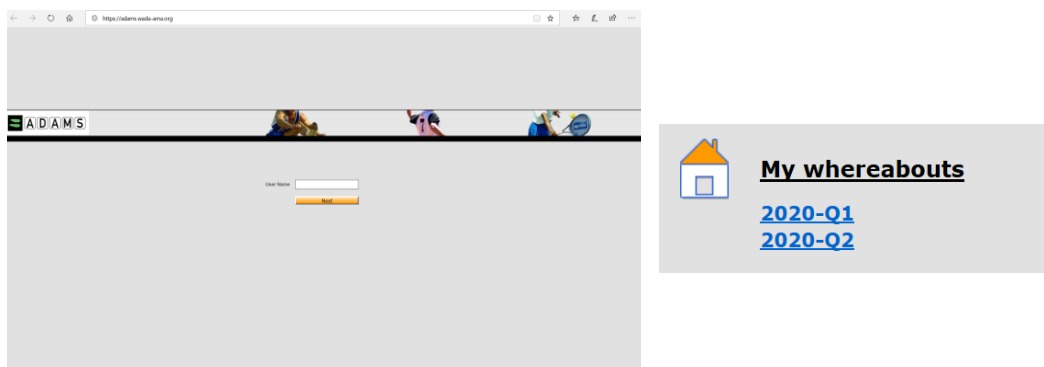 https://adams.wada-ama.org
ADAMS
User Name
Next
My whereabouts
2020-Q1
2020-Q2